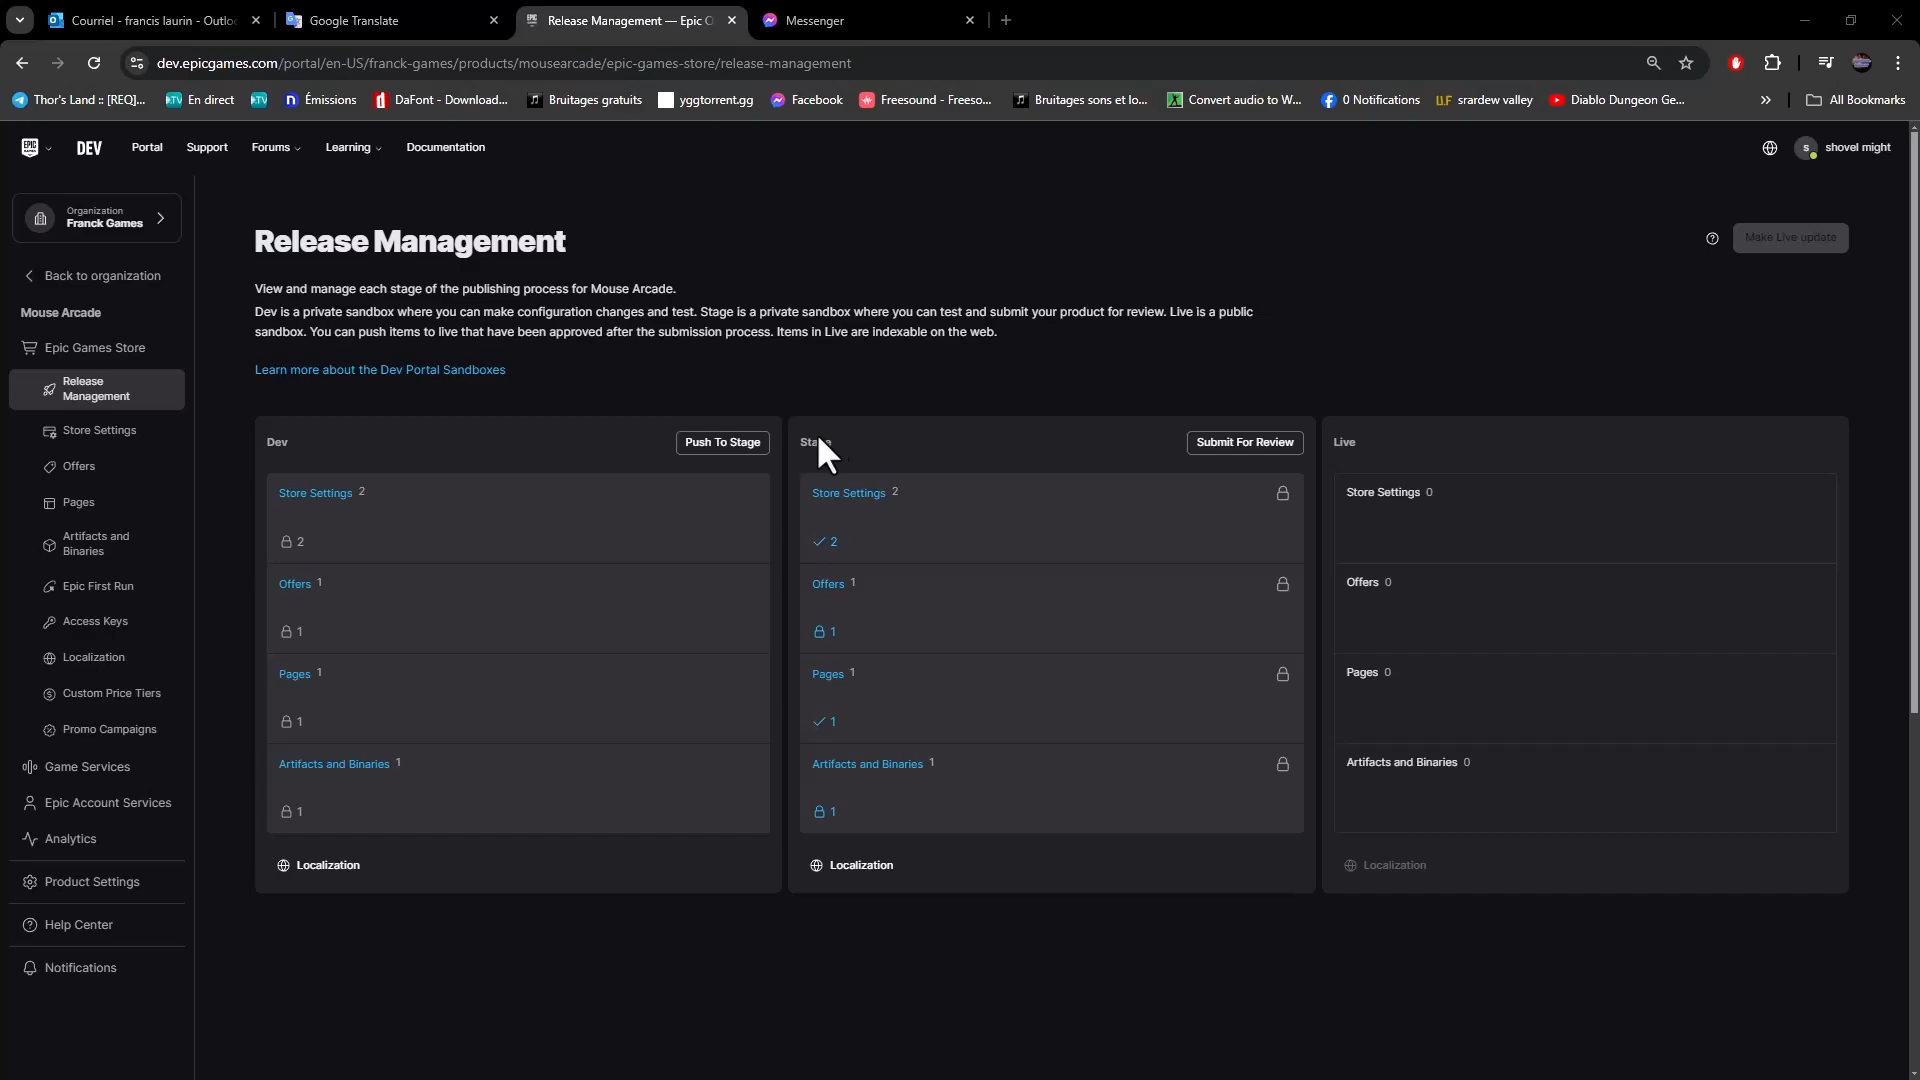 Courriel - francis laurin - Outlo
Google Translate
Release Management — Epic G
Messenger
dev.epicgames.com/portal/en-US/franck-games/products/mousearcade/epic-games-store/release-management
Thor's Land :: [REQ]...
En direct
Émissions
DaFont - Download...
Bruitages gratuits
yggtorrent.gg
Facebook
Freesound - Freeso...
Bruitages sons et lo...
Convert audio to W...
0 Notifications
srardew valley
Diablo Dungeon Ge...
All Bookmarks
EPIC GAMES
DEV
Portal
Support
Forums
Learning
Documentation
S
shovel might
Organization
Franck Games
Back to organization
Mouse Arcade
Epic Games Store
Release
Management
Store Settings
Offers
Pages
Artifacts and
Binaries
Epic First Run
Access Keys
Localization
Custom Price Tiers
Promo Campaigns
Game Services
Epic Account Services
Analytics
Product Settings
Help Center
Notifications
Release Management
Make Live update
View and manage each stage of the publishing process for Mouse Arcade.
Dev is a private sandbox where you can make configuration changes and test. Stage is a private sandbox where you can test and submit your product for review. Live is a public
sandbox. You can push items to live that have been approved after the submission process. Items in Live are indexable on the web.
Learn more about the Dev Portal Sandboxes
Dev
Push To Stage
Store Settings 2
2
Offers 1
1
Pages 1
1
Artifacts and Binaries 1
1
Localization
Submit For Review
Store Settings 2
2
Offers 1
1
Pages 1
1
Artifacts and Binaries 1
1
Localization
Live
Store Settings 0
Offers 0
Pages 0
Artifacts and Binaries 0
Localization